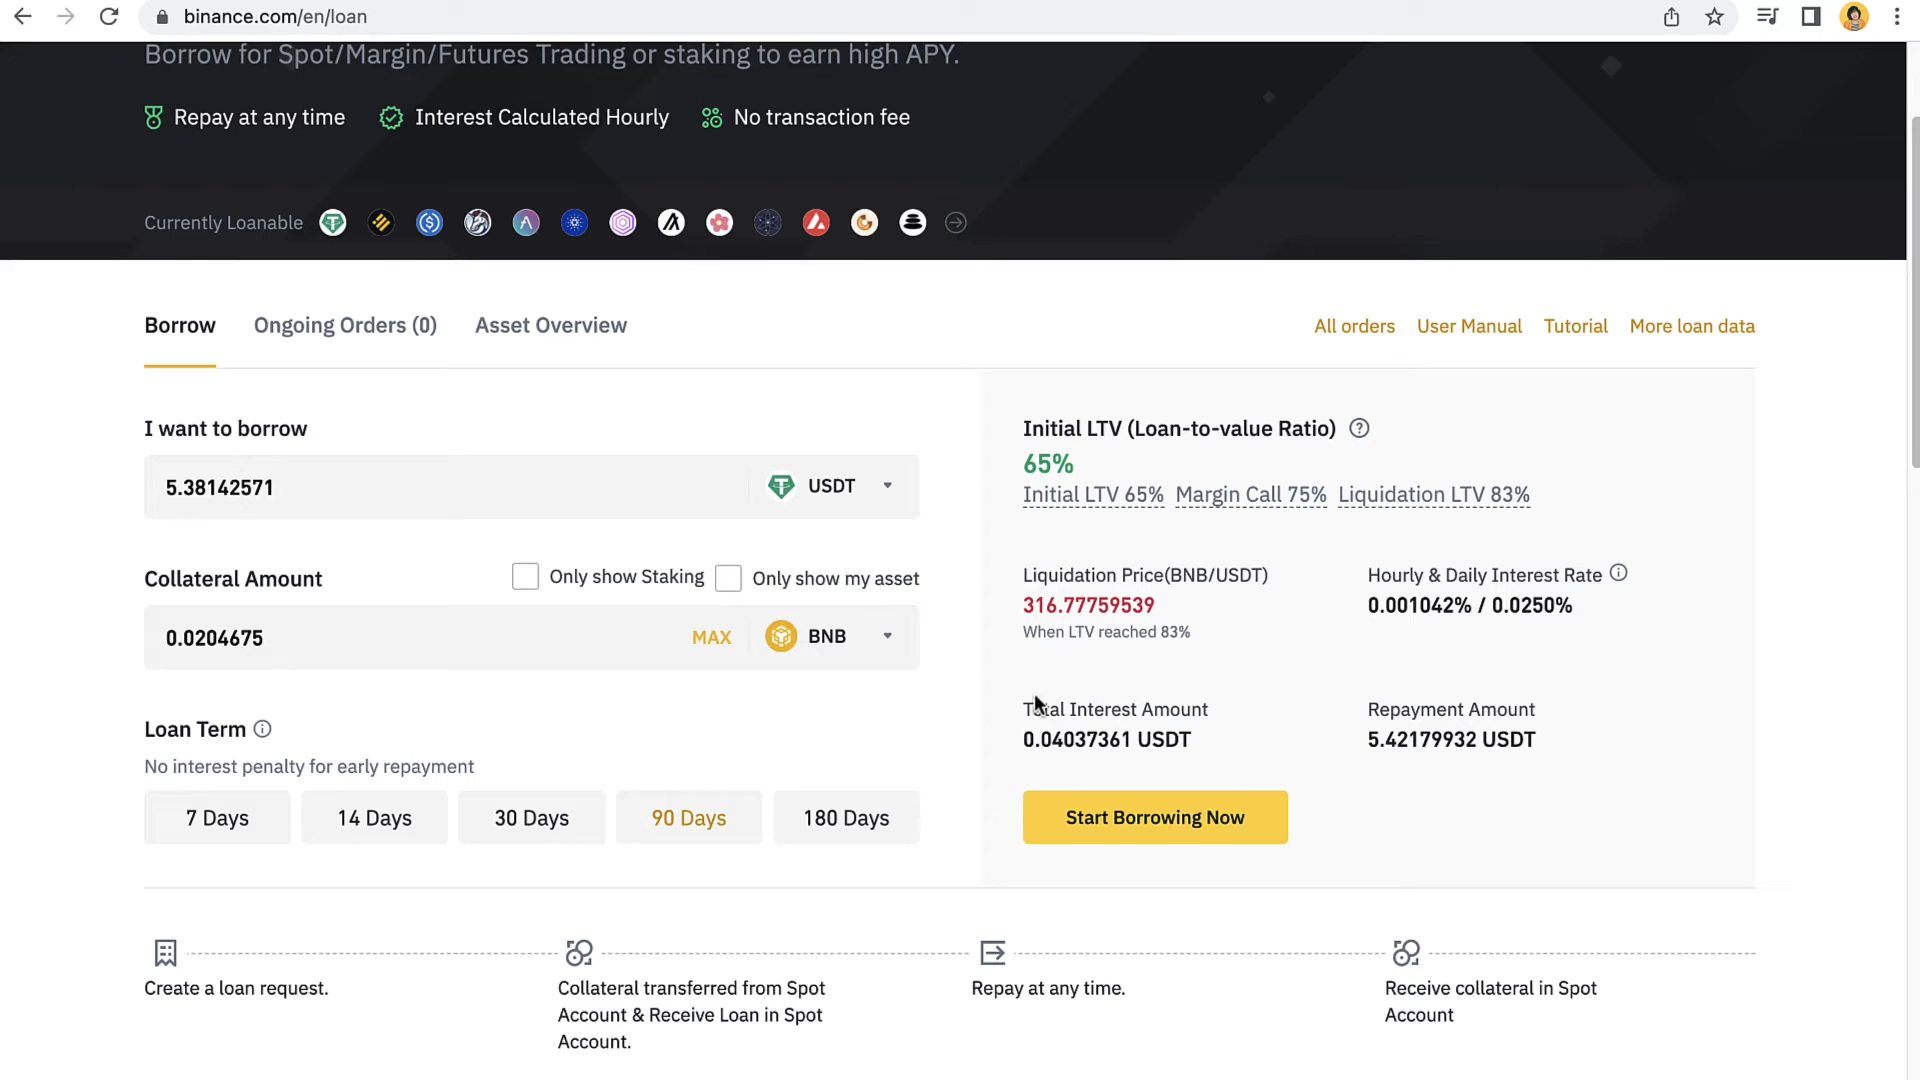 binance.com/en/loan
Borrow for Spot/Margin/Futures Trading or staking to earn high APY.
Repay at any time Interest Calculated Hourly No transaction fee
Currently Loanable
Borrow Ongoing Orders (0) Asset Overview All orders User Manual Tutorial More loan data
I want to borrow
5.38142571 USDT
Collateral Amount Only show Staking Only show my asset
0.0204675 MAX BNB
Loan Term
No interest penalty for early repayment
7 Days 14 Days 30 Days 90 Days 180 Days
Initial LTV (Loan-to-value Ratio)
65%
Initial LTV 65% Margin Call 75% Liquidation LTV 83%
Liquidation Price(BNB/USDT) Hourly & Daily Interest Rate
316.77759539 0.001042% / 0.0250%
When LTV reached 83%
Total Interest Amount Repayment Amount
0.04037361 USDT 5.42179932 USDT
Start Borrowing Now
Create a loan request.
Collateral transferred from Spot
Account & Receive Loan in Spot
Account.
Repay at any time.
Receive collateral in Spot
Account